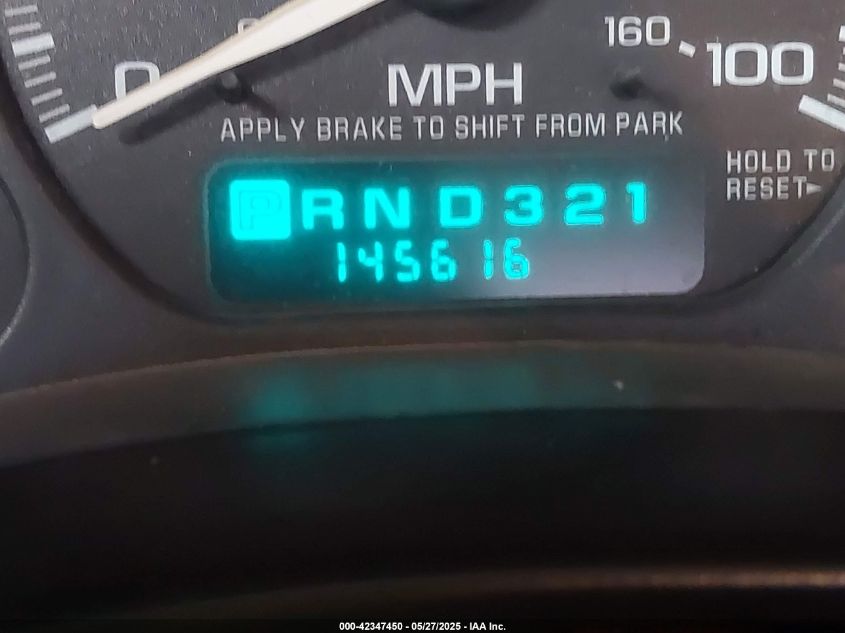 0
160
100
MPH
APPLY BRAKE TO SHIFT FROM PARK
HOLD TO
RESET►
P R N D 3 2 1
145616
000-42347450 - 05/27/2025 - IAA Inc.